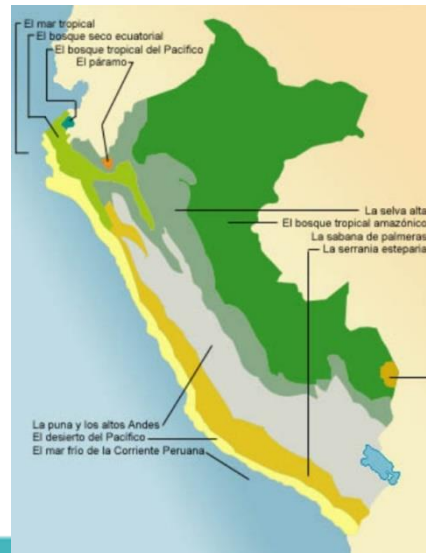 El mar tropical
El bosque seco ecuatorial
El bosque tropical del Pacífico
El páramo
La selva alta
El bosque tropical amazónico
La sabana de palmeras
La serrania esteparia
La puna y los altos Andes
El desierto del Pacífico
El mar frío de la Corriente Peruana